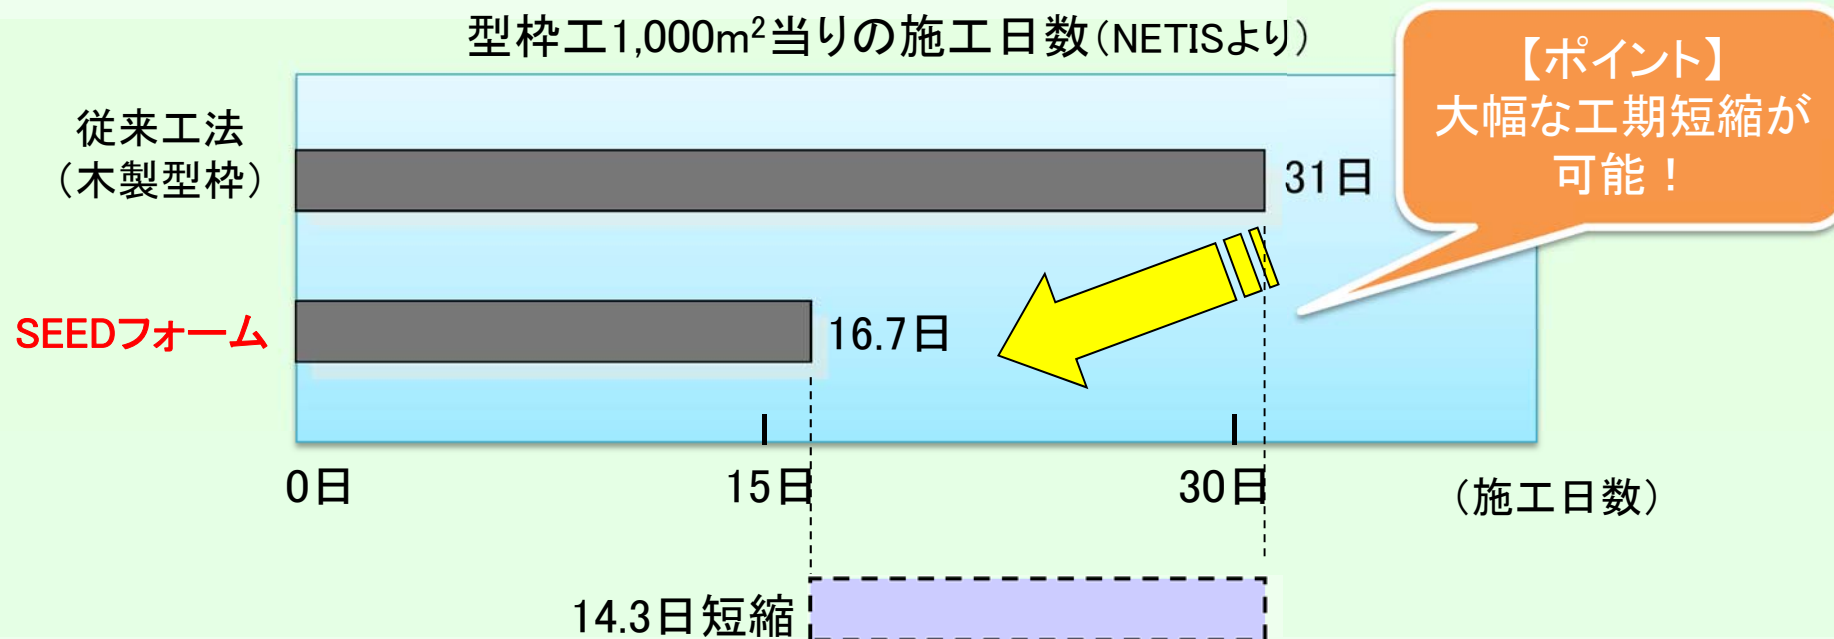 型枠工1,000m²当りの施工日数（NETISより）
【ポイント】
大幅な工期短縮が
可能！
従来工法
（木製型枠）
31日
SEEDフォーム
16.7日
0日
15日
30日
（施工日数）
14.3日短縮